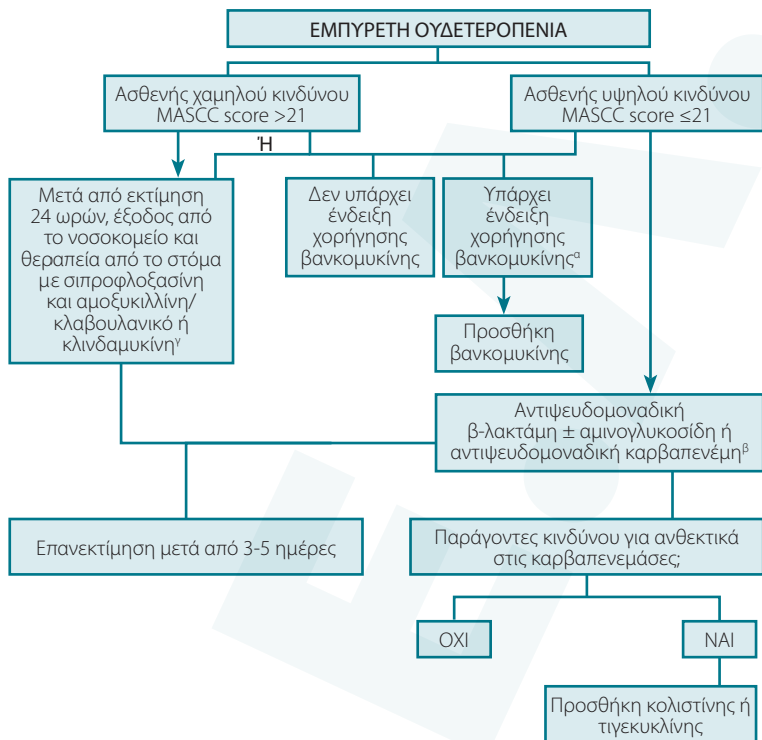 ΕΜΠΥΡΕΤΗ ΟΥΔΕΤΕΡΟΠΕΝΙΑ
Ασθενής χαμηλού κινδύνου
MASCC score >21
Ασθενής υψηλού κινδύνου
MASCC score ≤21
Ή
Μετά από εκτίμηση
24 ωρών, έξοδος από
το νοσοκομείο και
θεραπεία από το στόμα
με σιπροφλοξασίνη
και αμοξυκιλλίνη/
κλαβουλανικό ή
κλινδαμυκίνηᵞ
Δεν υπάρχει
ένδειξη
χορήγησης
βανκομυκίνης
Υπάρχει
ένδειξη
χορήγησης
βανκομυκίνηςᵅ
Προσθήκη
βανκομυκίνης
Αντιψευδομοναδική
β-λακτάμη ± αμινογλυκοσίδη ή
αντιψευδομοναδική καρβαπενέμηᵝ
Επανεκτίμηση μετά από 3-5 ημέρες
Παράγοντες κινδύνου για ανθεκτικά
στις καρβαπενεμάσες;
ΟΧΙ
ΝΑΙ
Προσθήκη κολιστίνης ή
τιγεκυκλίνης